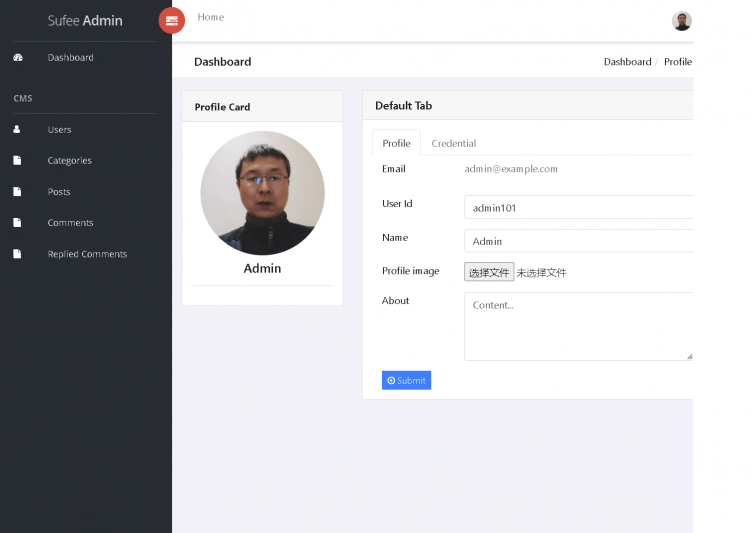 Sufee Admin
Home
Dashboard
CMS
Users
Categories
Posts
Comments
Replied Comments
Dashboard
Dashboard / Profile
Profile Card
Admin
Default Tab
Profile
Credential
Email
admin@example.com
User Id
admin101
Name
Admin
Profile image
选择文件 未选择文件
About
Content...
Submit